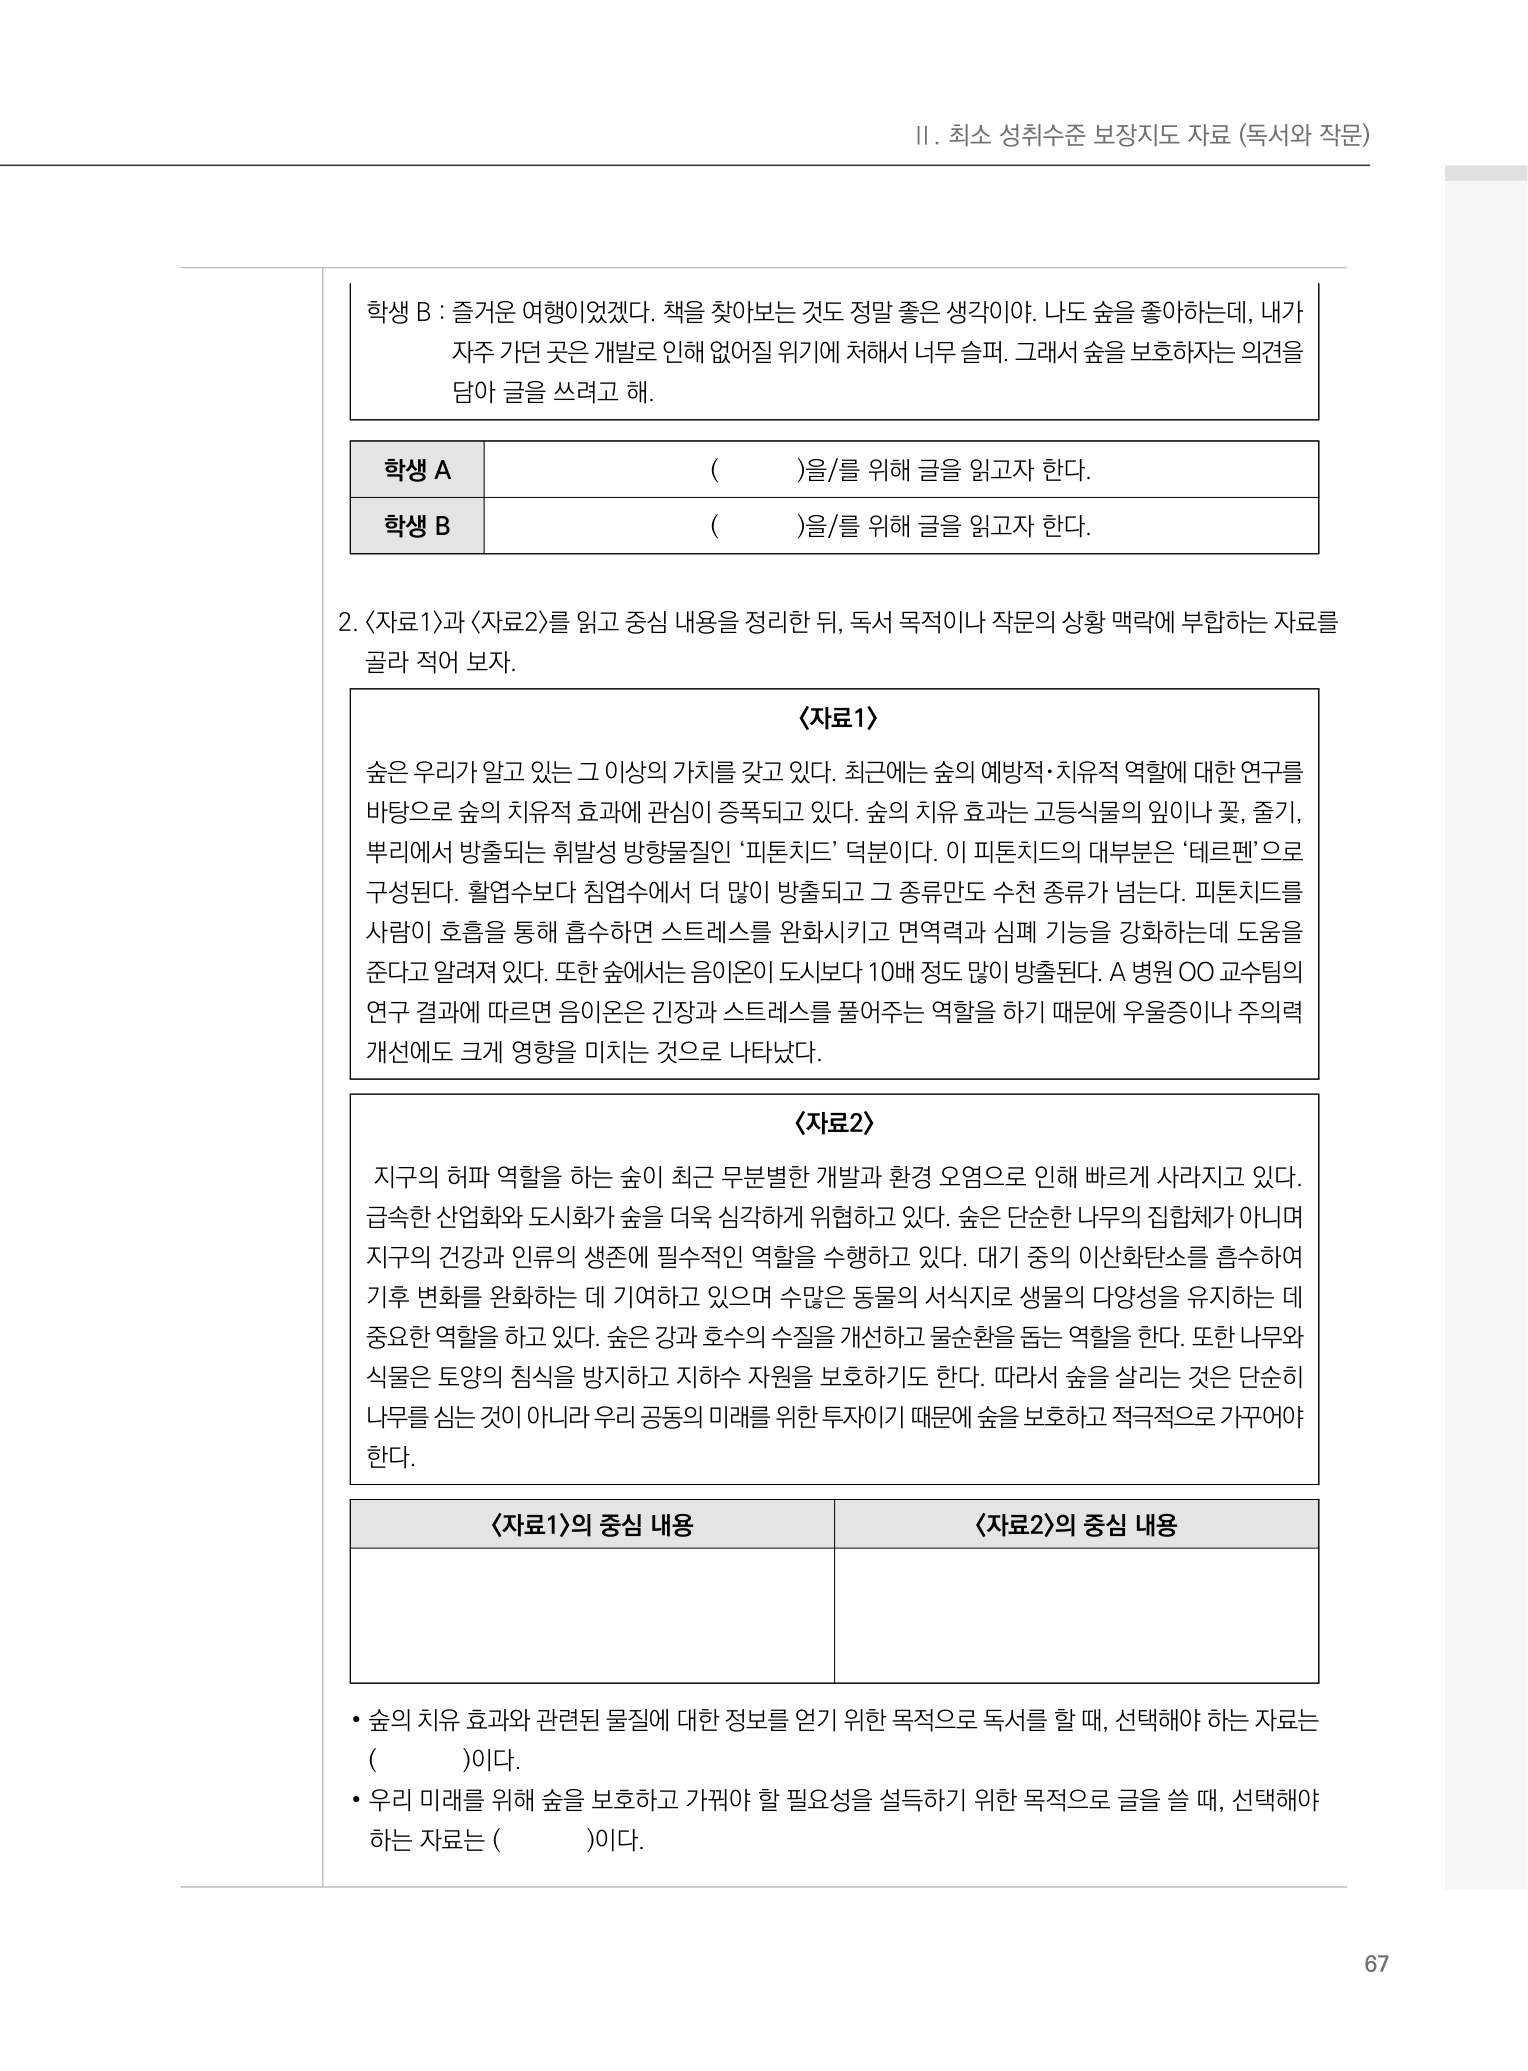 Ⅱ. 최소 성취수준 보장지도 자료 (독서와 작문)
학생 B : 즐거운 여행이었겠다. 책을 찾아보는 것도 정말 좋은 생각이야. 나도 숲을 좋아하는데, 내가
자주 가던 곳은 개발로 인해 없어질 위기에 처해서 너무 슬퍼. 그래서 숲을 보호하자는 의견을
담아 글을 쓰려고 해.
학생 A ( )을/를 위해 글을 읽고자 한다.
학생 B ( )을/를 위해 글을 읽고자 한다.
2. 〈자료1〉과 〈자료2〉를 읽고 중심 내용을 정리한 뒤, 독서 목적이나 작문의 상황 맥락에 부합하는 자료를
골라 적어 보자.
〈자료1〉
숲은 우리가 알고 있는 그 이상의 가치를 갖고 있다. 최근에는 숲의 예방적·치유적 역할에 대한 연구를
바탕으로 숲의 치유적 효과에 관심이 증폭되고 있다. 숲의 치유 효과는 고등식물의 잎이나 꽃, 줄기,
뿌리에서 방출되는 휘발성 방향물질인 ‘피톤치드’ 덕분이다. 이 피톤치드의 대부분은 ‘테르펜’으로
구성된다. 활엽수보다 침엽수에서 더 많이 방출되고 그 종류만도 수천 종류가 넘는다. 피톤치드를
사람이 호흡을 통해 흡수하면 스트레스를 완화시키고 면역력과 심폐 기능을 강화하는데 도움을
준다고 알려져 있다. 또한 숲에서는 음이온이 도시보다 10배 정도 많이 방출된다. A 병원 OO 교수팀의
연구 결과에 따르면 음이온은 긴장과 스트레스를 풀어주는 역할을 하기 때문에 우울증이나 주의력
개선에도 크게 영향을 미치는 것으로 나타났다.
〈자료2〉
지구의 허파 역할을 하는 숲이 최근 무분별한 개발과 환경 오염으로 인해 빠르게 사라지고 있다.
급속한 산업화와 도시화가 숲을 더욱 심각하게 위협하고 있다. 숲은 단순한 나무의 집합체가 아니며
지구의 건강과 인류의 생존에 필수적인 역할을 수행하고 있다. 대기 중의 이산화탄소를 흡수하여
기후 변화를 완화하는 데 기여하고 있으며 수많은 동물의 서식지로 생물의 다양성을 유지하는 데
중요한 역할을 하고 있다. 숲은 강과 호수의 수질을 개선하고 물순환을 돕는 역할을 한다. 또한 나무와
식물은 토양의 침식을 방지하고 지하수 자원을 보호하기도 한다. 따라서 숲을 살리는 것은 단순히
나무를 심는 것이 아니라 우리 공동의 미래를 위한 투자이기 때문에 숲을 보호하고 적극적으로 가꾸어야
한다.
〈자료1〉의 중심 내용 〈자료2〉의 중심 내용
• 숲의 치유 효과와 관련된 물질에 대한 정보를 얻기 위한 목적으로 독서를 할 때, 선택해야 하는 자료는
( )이다.
• 우리 미래를 위해 숲을 보호하고 가꿔야 할 필요성을 설득하기 위한 목적으로 글을 쓸 때, 선택해야
하는 자료는 ( )이다.
67